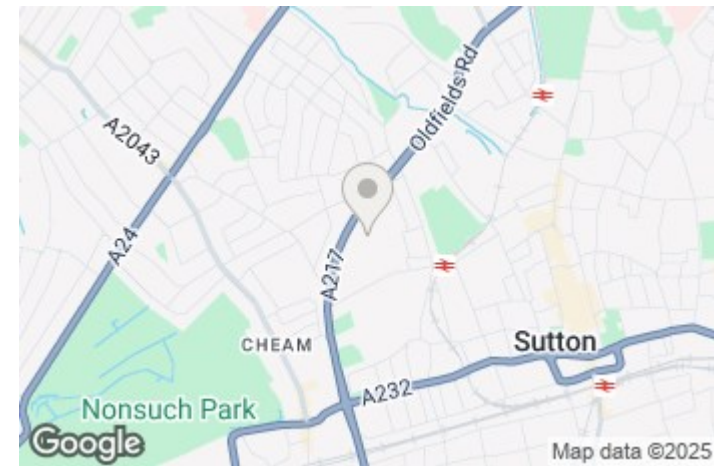 Oldfields Rd
A2043
A24
A217
CHEAM
Sutton
A232
Nonsuch Park
Google
Map data ©2025